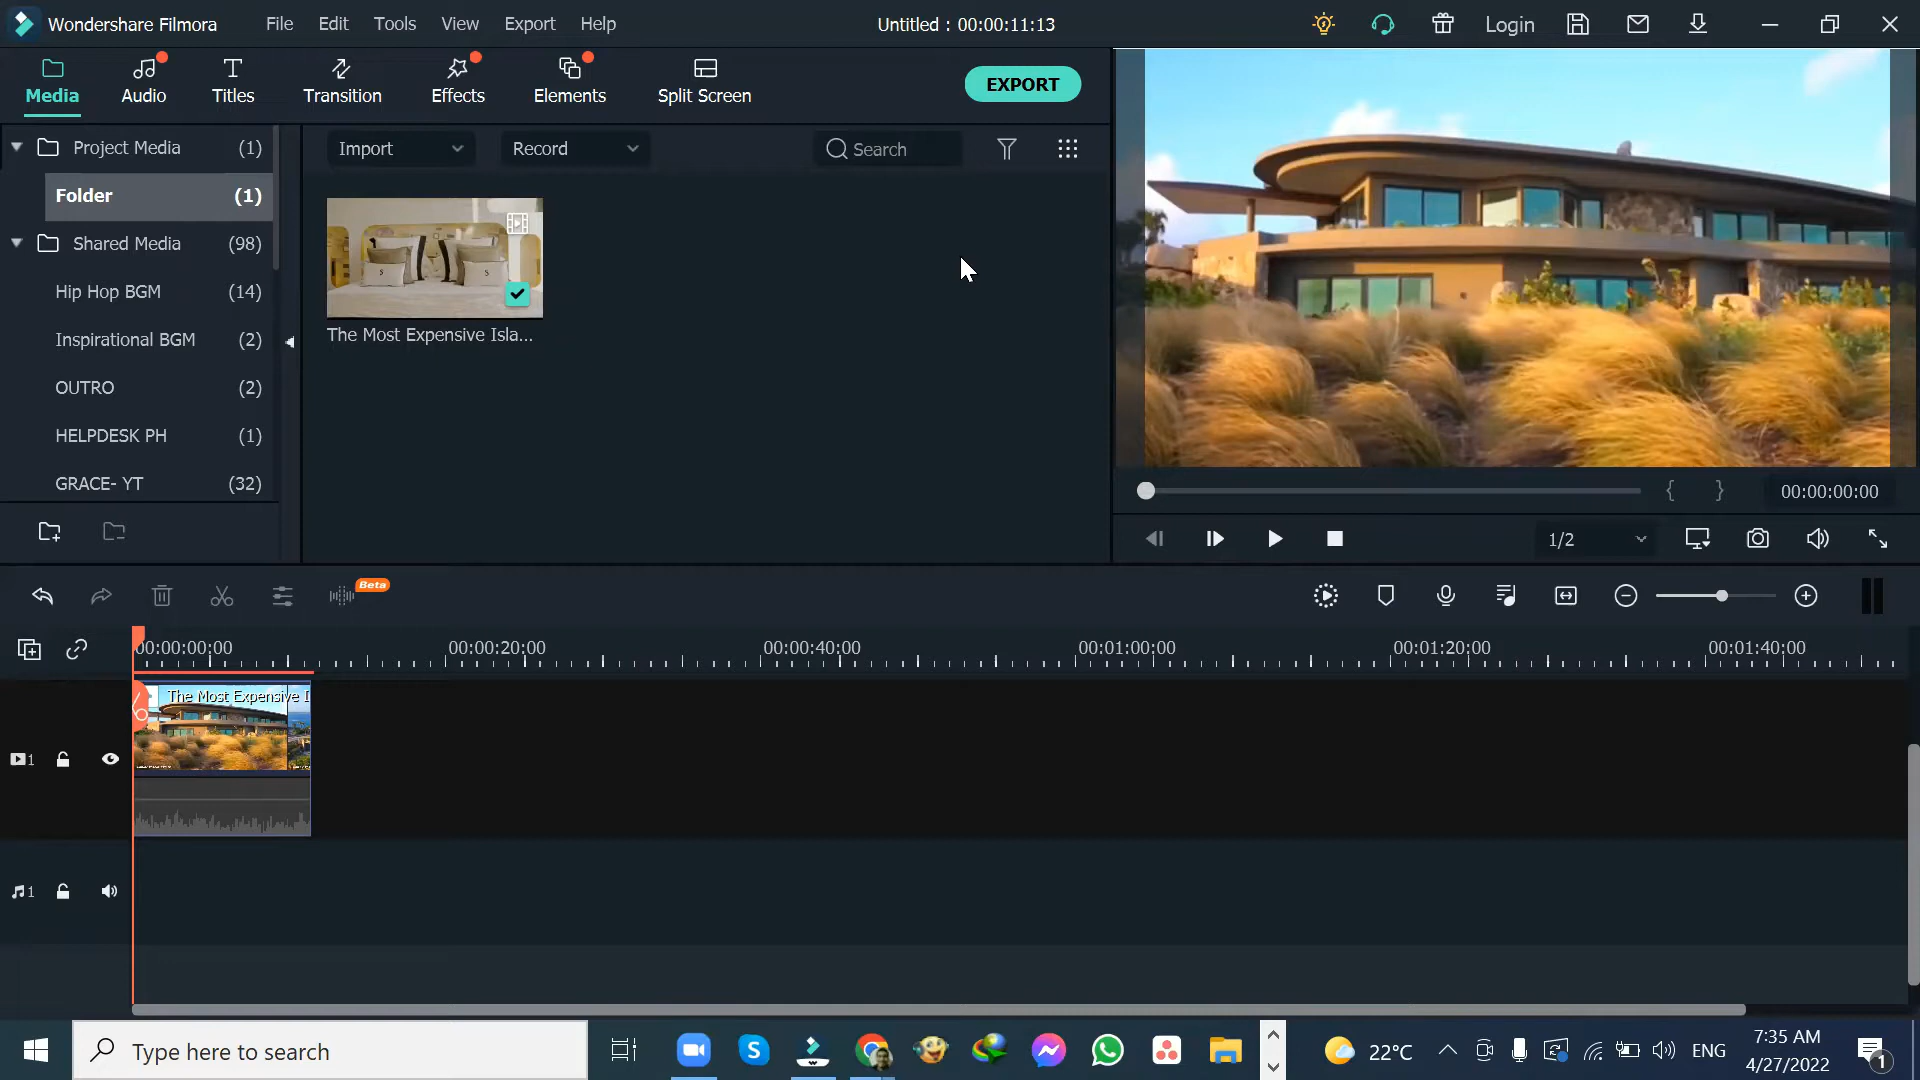 Wondershare Filmora File Edit Tools View Export Help Untitled : 00:00:11:13 Login
Media Audio Titles Transition Effects Elements Split Screen EXPORT
Project Media (1)
Import Record Search
Folder (1)
Shared Media (98)
Hip Hop BGM (14)
Inspirational BGM (2)
The Most Expensive Isla...
OUTRO (2)
HELPDESK PH (1)
GRACE- YT (32)
{ } 00:00:00:00
1/2
Beta
00:00:00:00 00:00:20:00 00:00:40:00 00:01:00:00 00:01:20:00 00:01:40:00
The Most Expensive I
1
1
Type here to search 22°C ENG 7:35 AM
4/27/2022 1